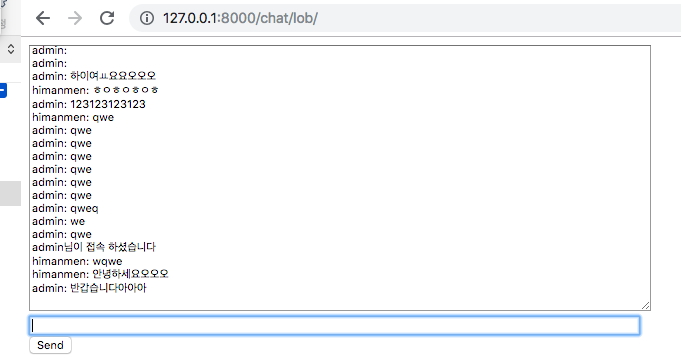 127.0.0.1:8000/chat/lob/
admin:
admin:
admin: 하이여ㅛ요요오오오
himanmen: ㅎㅇㅎㅇㅎㅇㅎ
admin: 123123123123
himanmen: qwe
admin: qwe
admin: qwe
admin: qwe
admin: qwe
admin: qwe
admin: qwe
admin: qweq
admin: we
admin: qwe
admin님이 접속 하셨습니다
himanmen: wqwe
himanmen: 안녕하세요오오오
admin: 반갑습니다아아아
Send